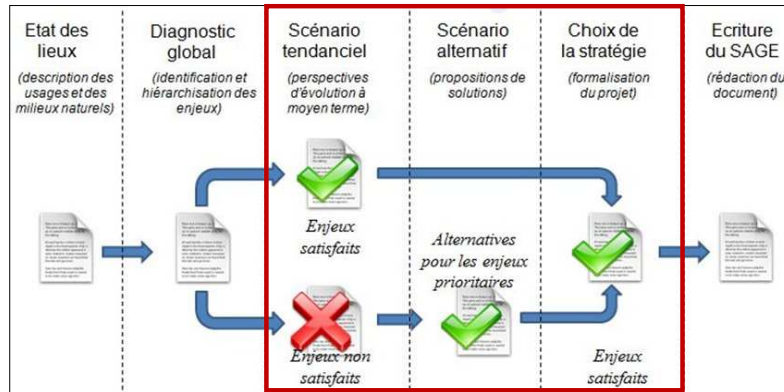 Etat des
lieux
(description des
usages et des
milieux naturels)
Diagnostic
global
(identification et
hiérarchisation des
enjeux)
Scénario
tendanciel
(perspectives
d'évolution à
moyen terme)
Scénario
alternatif
(propositions de
solutions)
Choix de
la stratégie
(formalisation
du projet)
Ecriture
du SAGE
(rédaction du
document)
Enjeux
satisfaits
Alternatives
pour les enjeux
prioritaires
Enjeux non
satisfaits
Enjeux
satisfaits